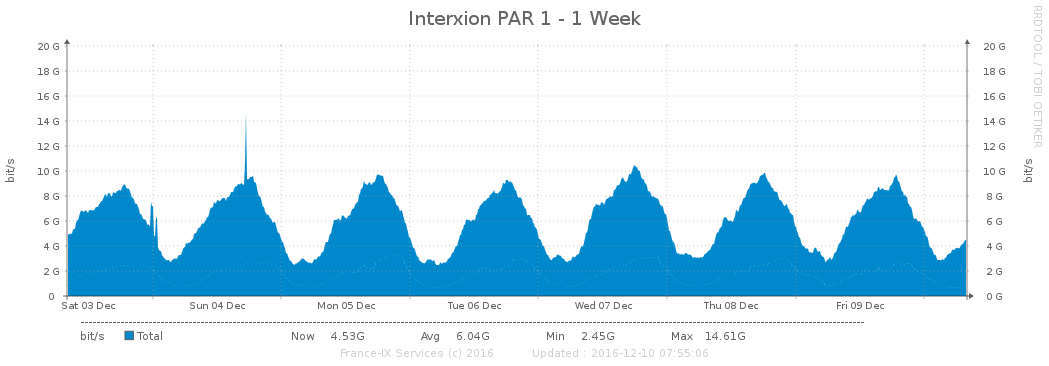 Interxion PAR 1 - 1 Week
RRDTOOL / TOBI OETIKER
bit/s
bit/s
20 G 20 G
18 G 18 G
16 G 16 G
14 G 14 G
12 G 12 G
10 G 10 G
8 G 8 G
6 G 6 G
4 G 4 G
2 G 2 G
0 0 G
Sat 03 Dec Sun 04 Dec Mon 05 Dec Tue 06 Dec Wed 07 Dec Thu 08 Dec Fri 09 Dec
bit/s Total Now 4.53G Avg 6.04G Min 2.45G Max 14.61G
France-IX Services (c) 2016 Updated : 2016-12-10 07:55:06